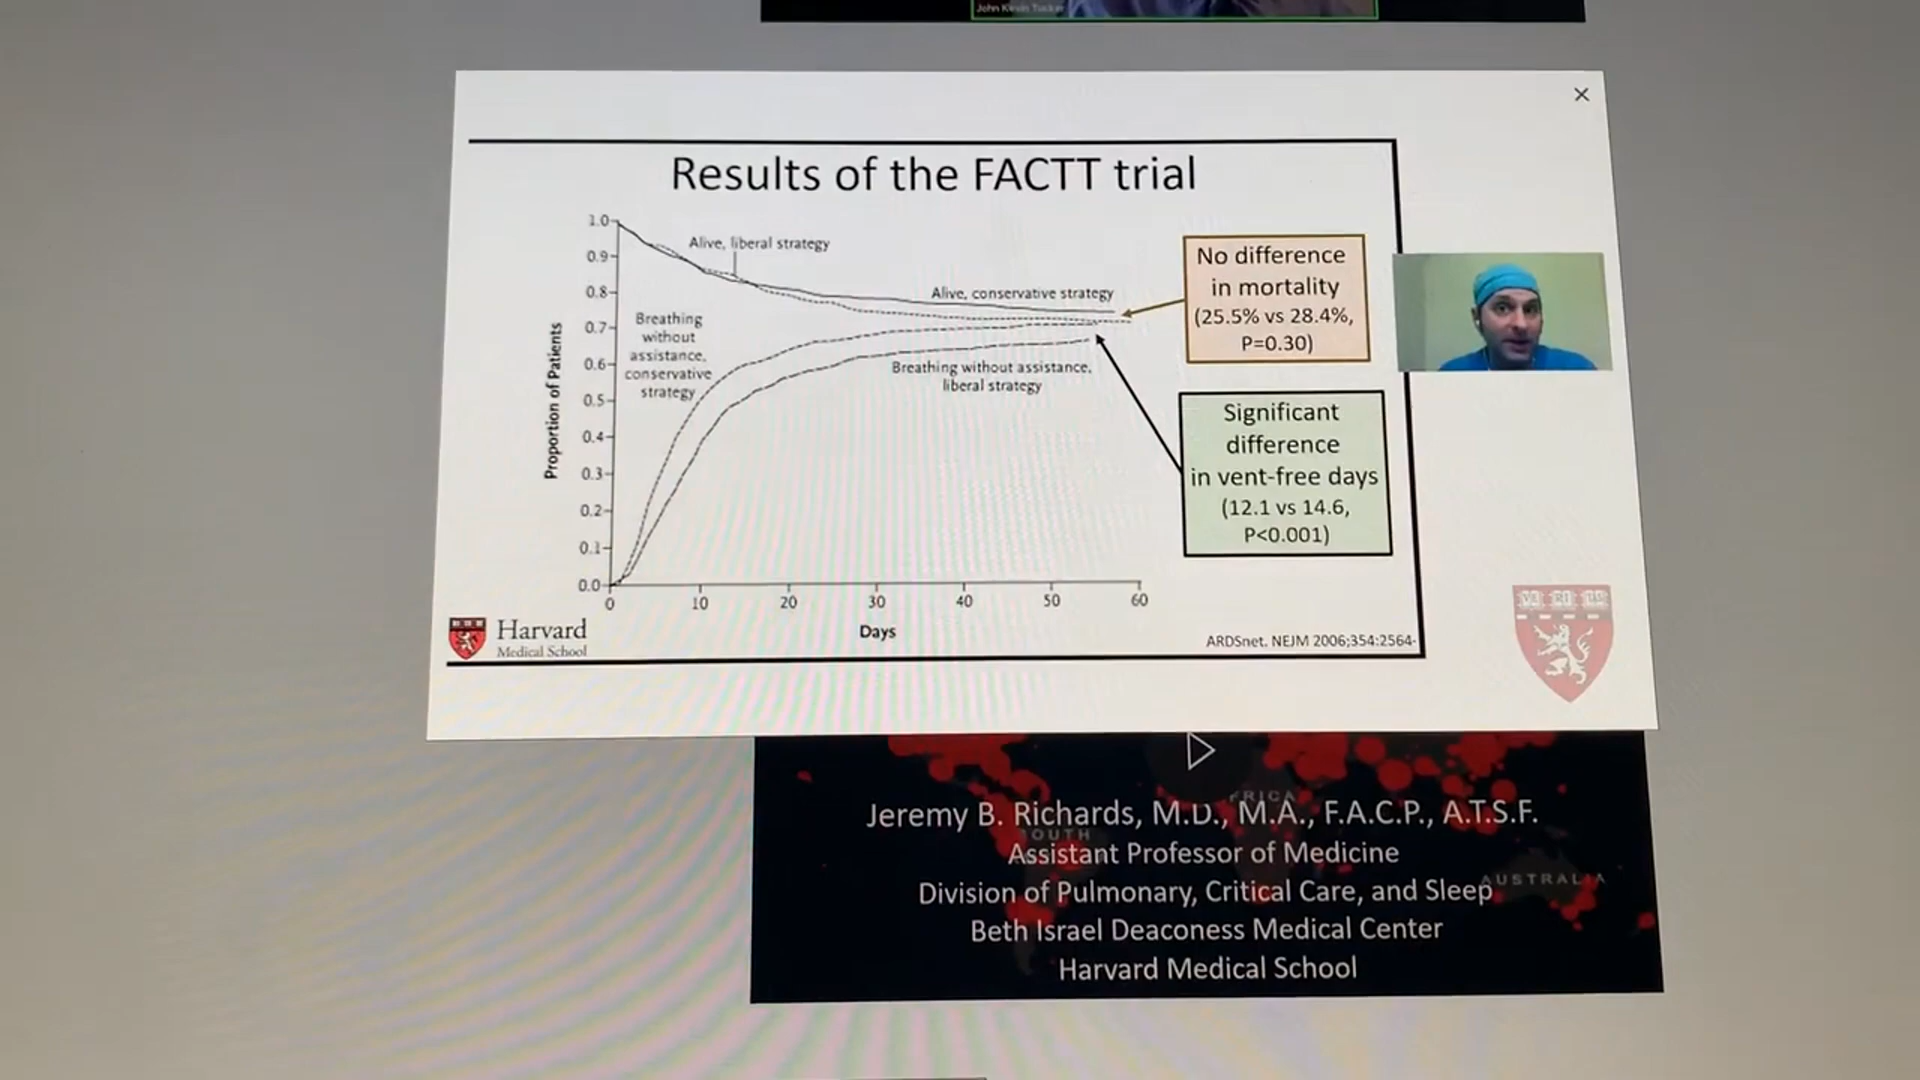 John Kevin Tucker
×
Results of the FACTT trial
1.0
0.9
0.8
0.7
0.6
0.5
0.4
0.3
0.2
0.1
0.0
Proportion of Patients
Alive, liberal strategy
Alive, conservative strategy
Breathing
without
assistance,
conservative
strategy
Breathing without assistance,
liberal strategy
0
10
20
30
40
50
60
Days
No difference
in mortality
(25.5% vs 28.4%,
P=0.30)
Significant
difference
in vent-free days
(12.1 vs 14.6,
P<0.001)
Harvard
Medical School
ARDSnet. NEJM 2006;354:2564-
VE RI TAS
Jeremy B. Richards, M.D., M.A., F.A.C.P., A.T.S.F.
Assistant Professor of Medicine
Division of Pulmonary, Critical Care, and Sleep
Beth Israel Deaconess Medical Center
Harvard Medical School
SOUTH
AFRICA
AUSTRALIA